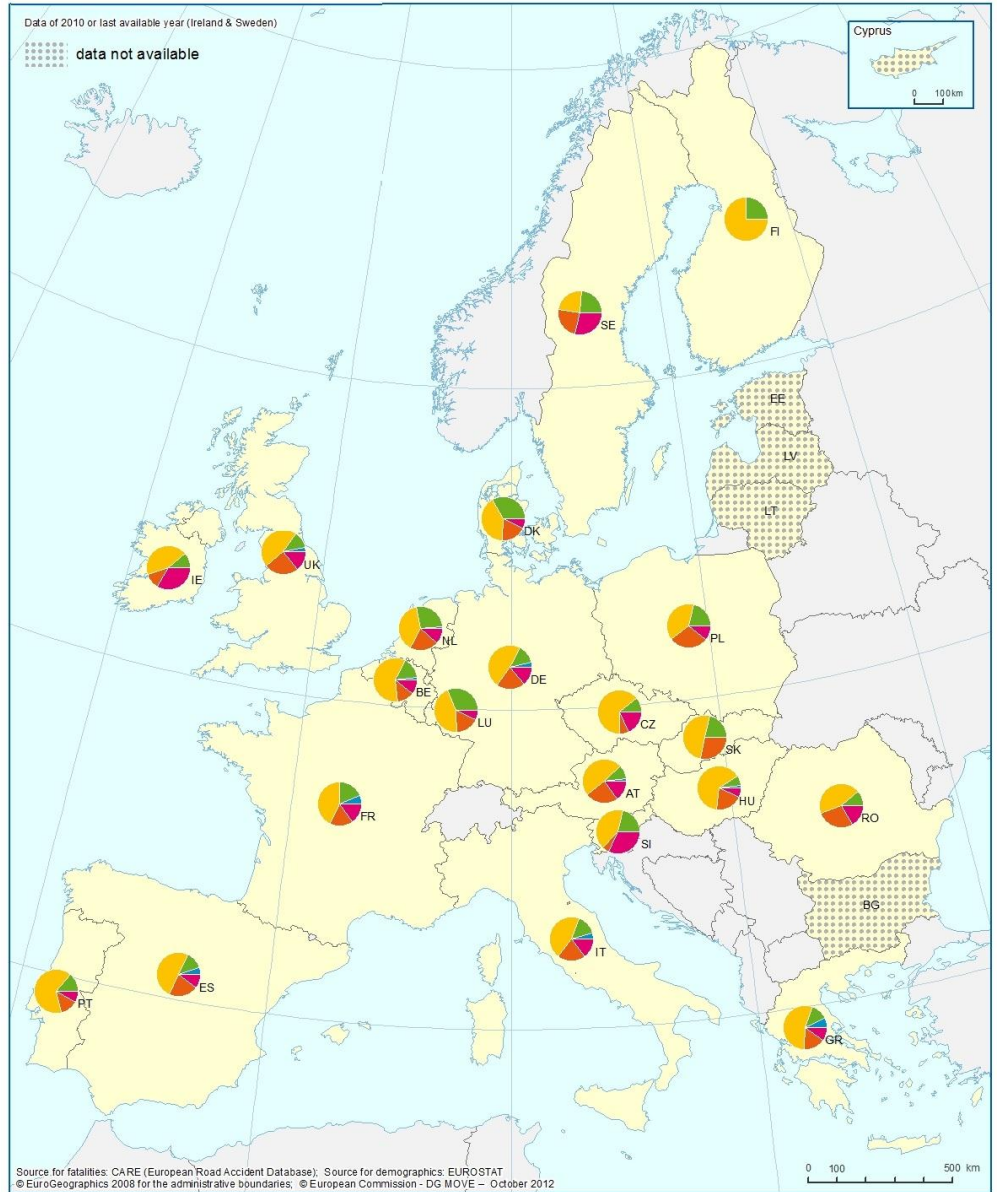 Data of 2010 or last available year (Ireland & Sweden)
data not available
Cyprus
0 100km
FI
SE
EE
LV
LT
DK
IE
UK
NL
PL
BE
DE
LU
CZ
SK
AT
HU
FR
RO
SI
BG
IT
ES
PT
GR
Source for fatalities: CARE (European Road Accident Database); Source for demographics: EUROSTAT
© EuroGeographics 2008 for the administrative boundaries; © European Commission - DG MOVE – October 2012
0 100 500 km